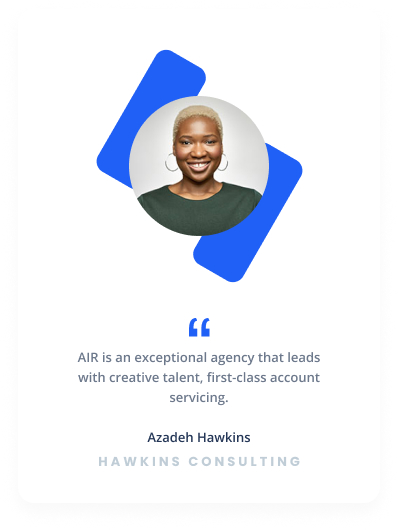 “
AIR is an exceptional agency that leads
with creative talent, first-class account
servicing.
Azadeh Hawkins
HAWKINS CONSULTING